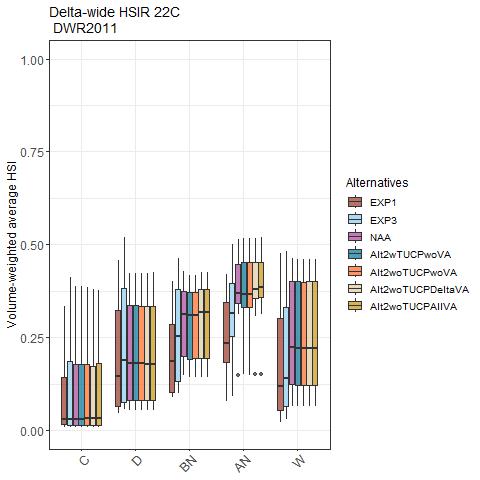 Delta-wide HSIR 22C
DWR2011
Volume-weighted average HSI
1.00
0.75
0.50
0.25
0.00
C
D
BN
AN
W
Alternatives
EXP1
EXP3
NAA
Alt2wTUCPwoVA
Alt2woTUCPwoVA
Alt2woTUCPDeltaVA
Alt2woTUCPAllVA